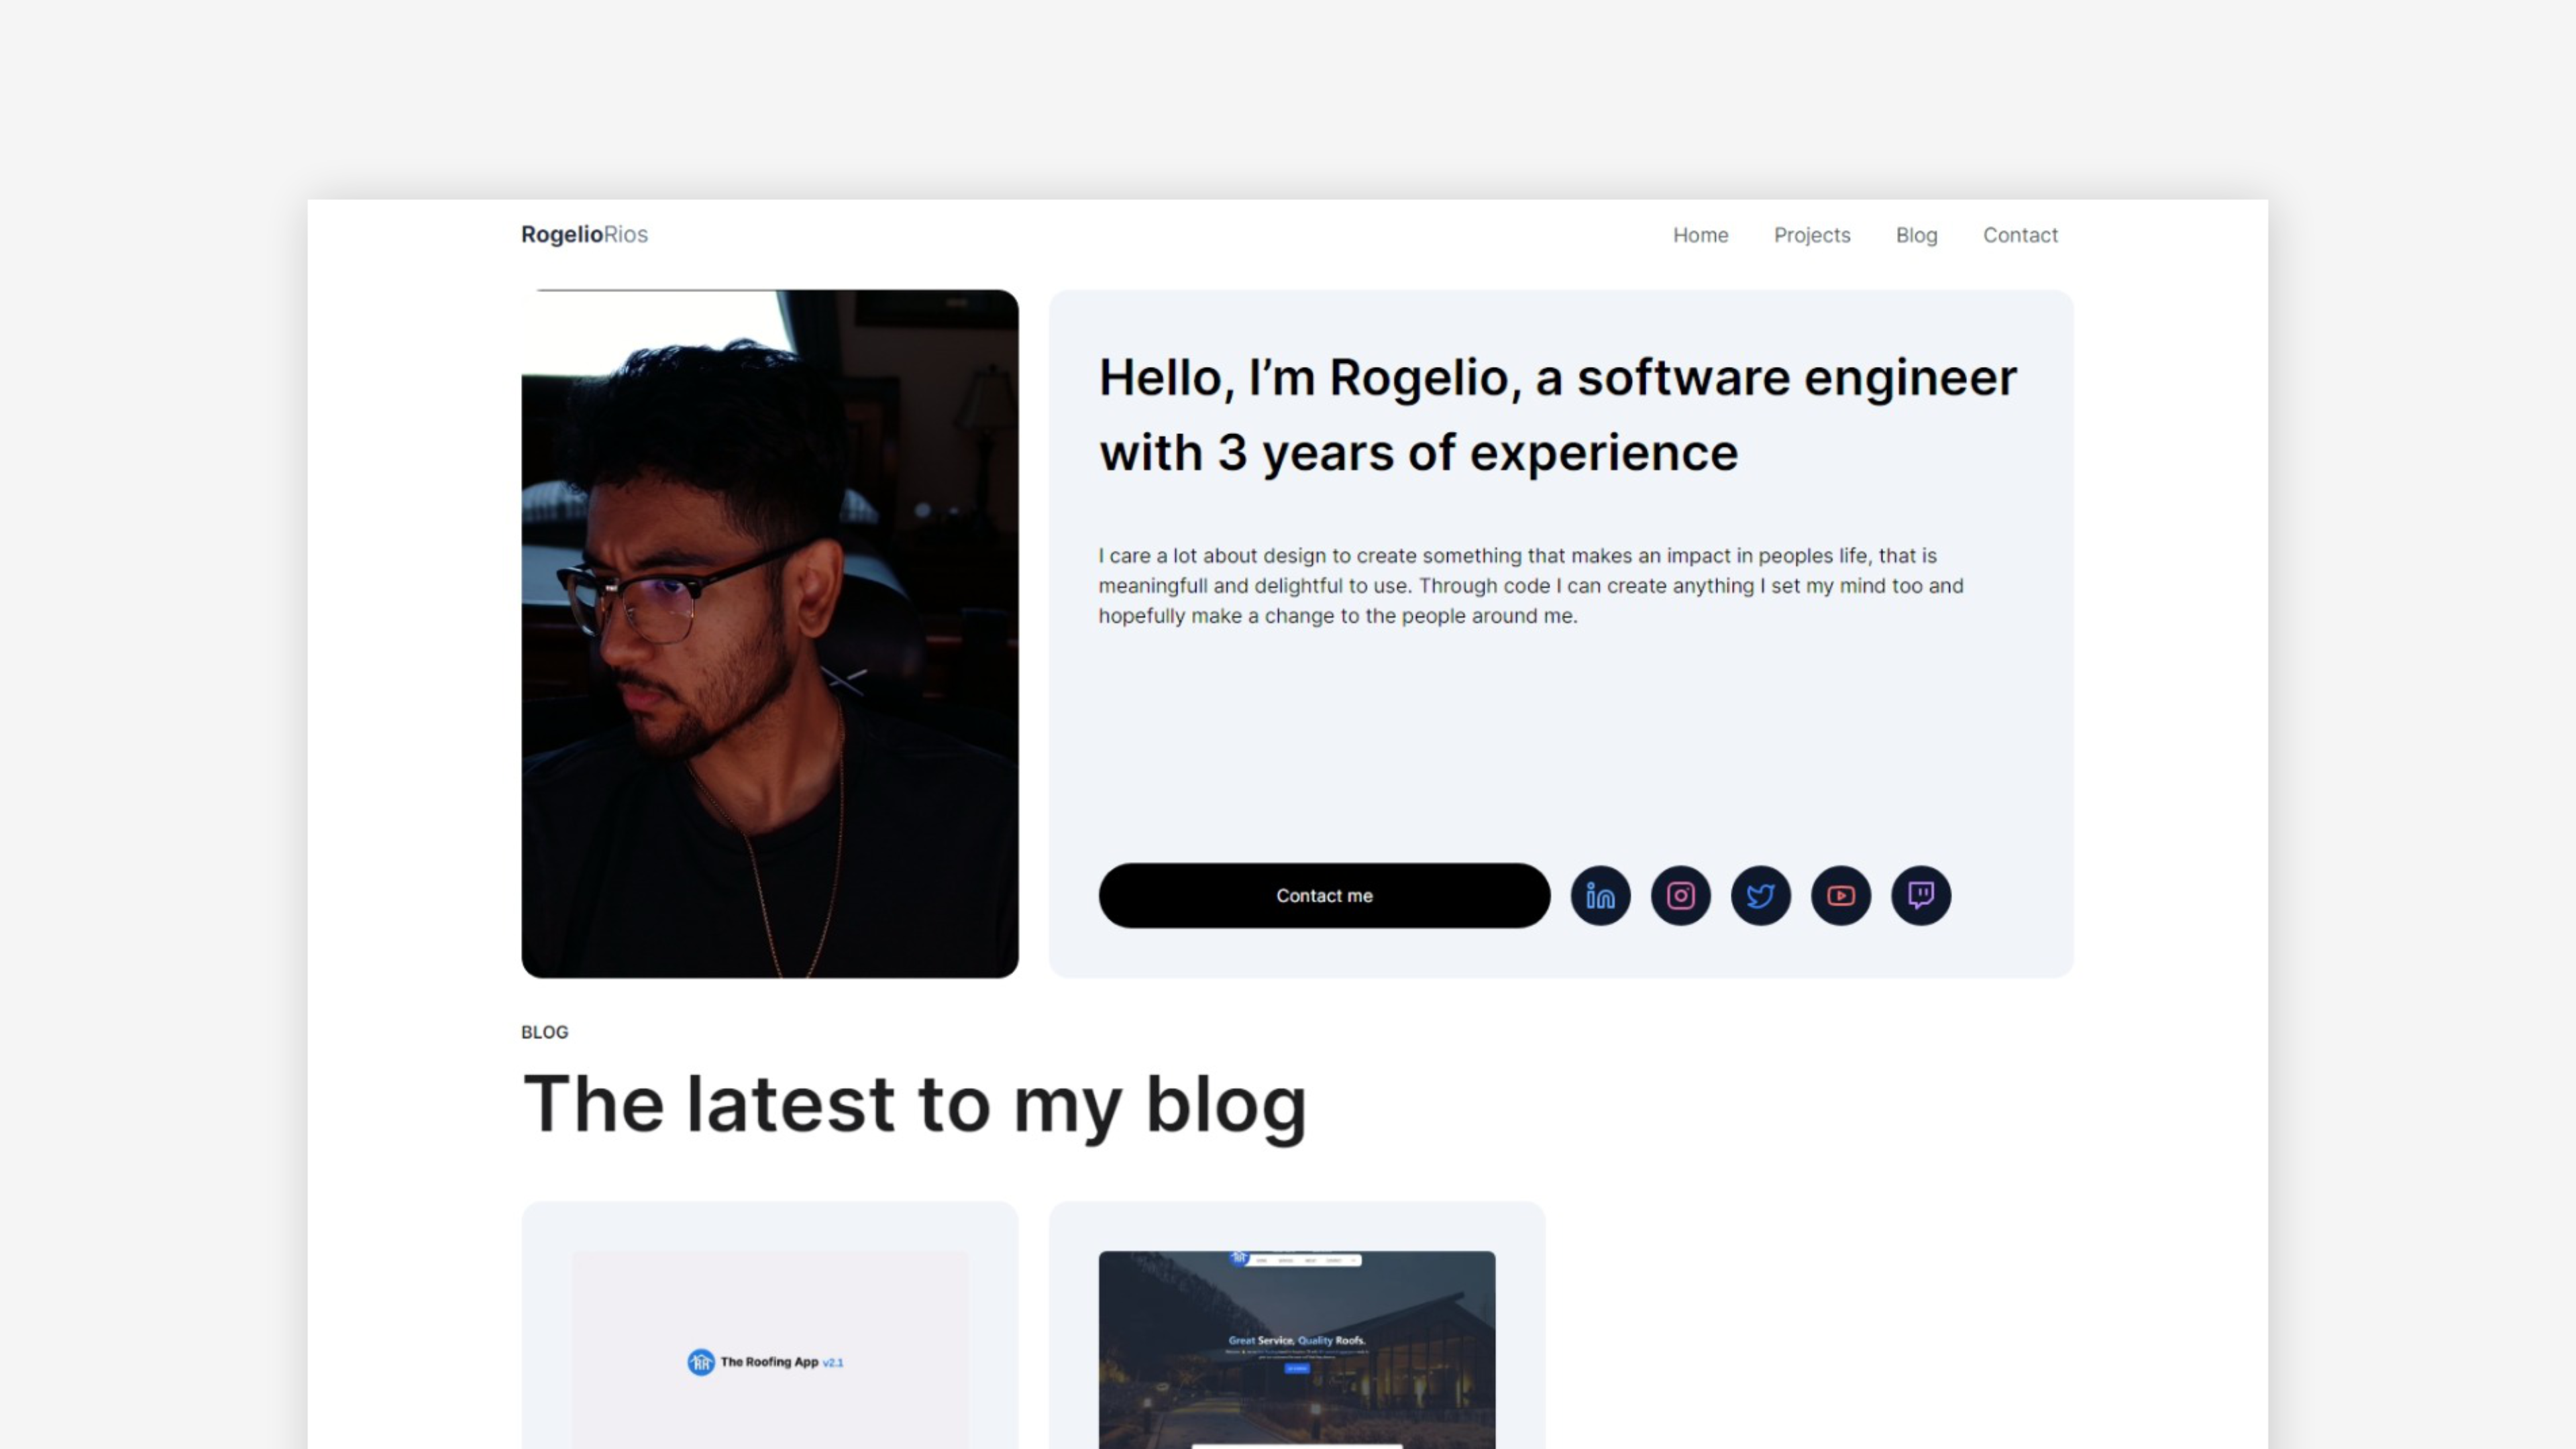 RogelioRios
Home Projects Blog Contact
Hello, I’m Rogelio, a software engineer
with 3 years of experience
I care a lot about design to create something that makes an impact in peoples life, that is
meaningfull and delightful to use. Through code I can create anything I set my mind too and
hopefully make a change to the people around me.
Contact me
BLOG
The latest to my blog
The Roofing App v2.1
Great Service, Quality Roofs.